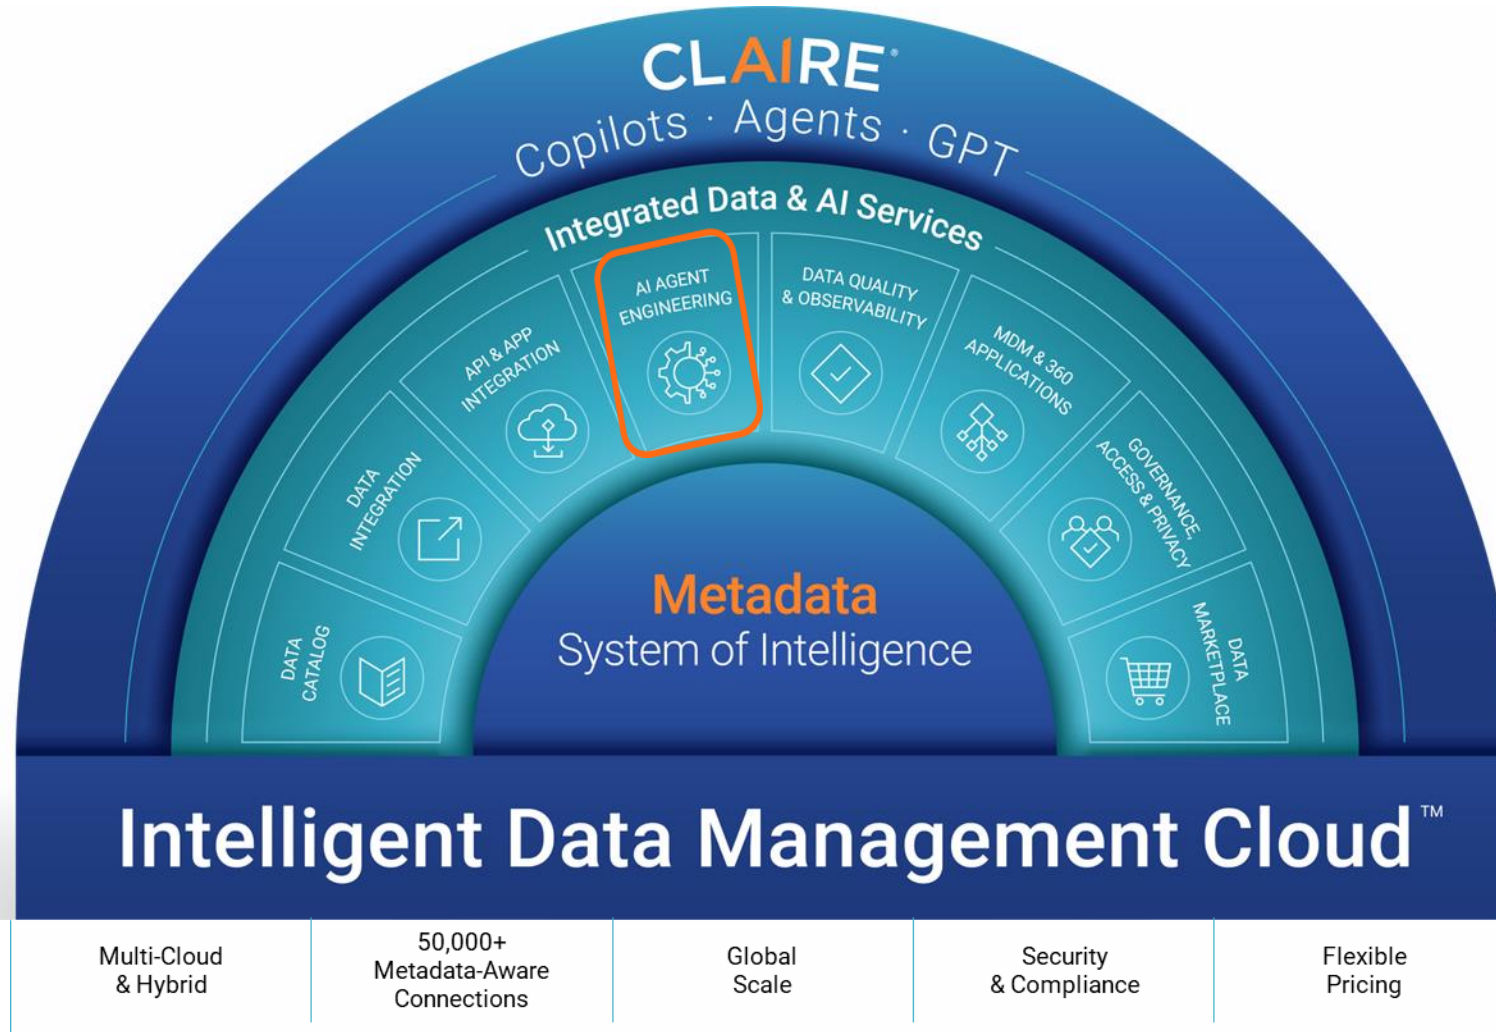 CLAIRE®
Copilots · Agents · GPT
Integrated Data & AI Services
DATA
CATALOG
DATA
INTEGRATION
API & APP
INTEGRATION
AI AGENT
ENGINEERING
DATA QUALITY
& OBSERVABILITY
MDM & 360
APPLICATIONS
GOVERNANCE,
ACCESS & PRIVACY
DATA
MARKETPLACE
Metadata
System of Intelligence
Intelligent Data Management Cloud™
Multi-Cloud
& Hybrid
50,000+
Metadata-Aware
Connections
Global
Scale
Security
& Compliance
Flexible
Pricing